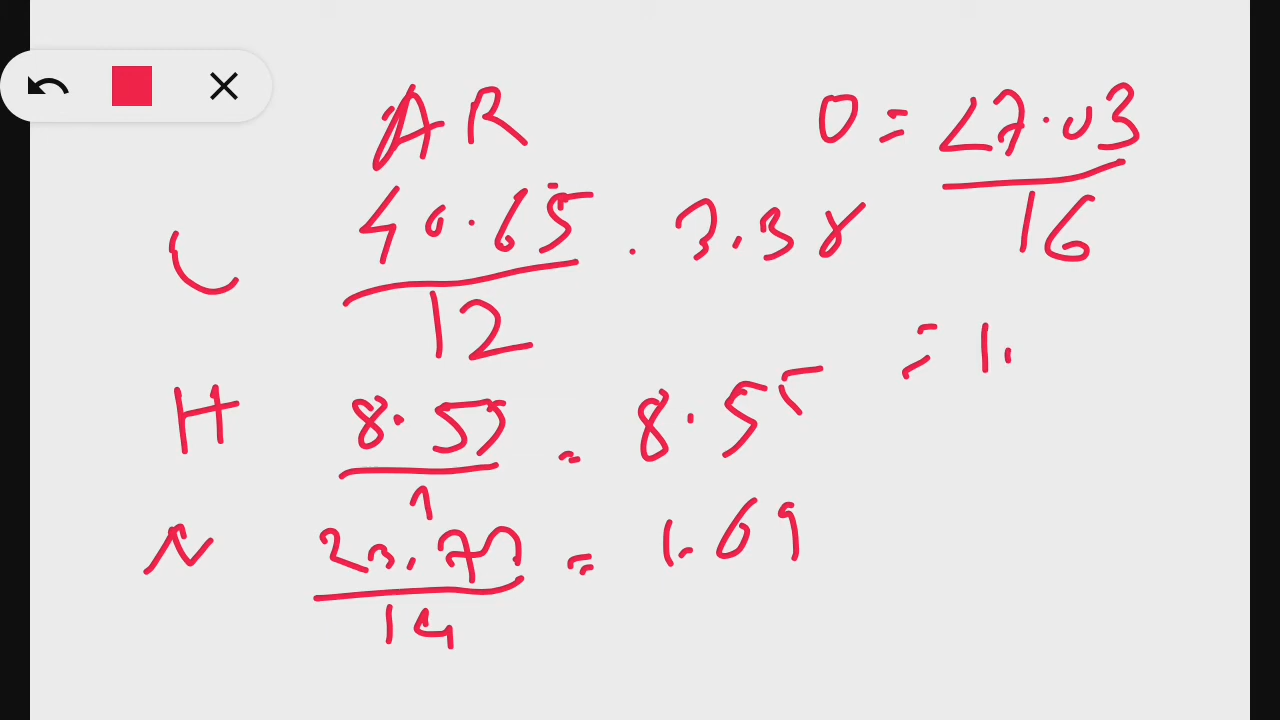 AR
O = 27.03 / 16 = 1.
C 40.65 / 12 . 3.38
H 8.55 / 1 = 8.55
N 23.77 / 14 = 1.69